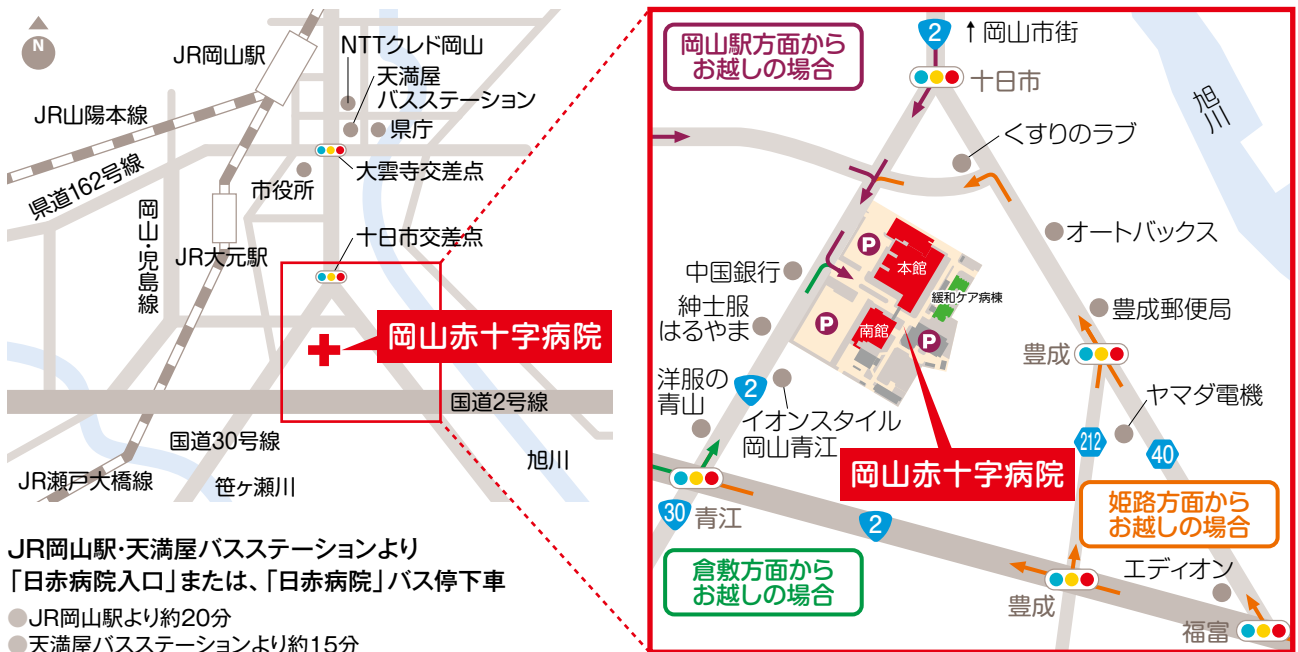 N
JR岡山駅
NTTクレド岡山
天満屋
バスステーション
県庁
JR山陽本線
大雲寺交差点
県道162号線
市役所
岡山・児島線
十日市交差点
JR大元駅
岡山赤十字病院
国道2号線
国道30号線
旭川
JR瀬戸大橋線
笹ヶ瀬川
JR岡山駅・天満屋バスステーションより
「日赤病院入口」または、「日赤病院」バス停下車
●JR岡山駅より約20分
●天満屋バスステーションより約15分
岡山駅方面から
お越しの場合
2
↑岡山市街
十日市
旭川
くすりのラブ
オートバックス
P
本館
中国銀行
緩和ケア病棟
紳士服
はるやま
P
南館
P
豊成郵便局
豊成
洋服の
青山
2
イオンスタイル
岡山青江
ヤマダ電機
212
40
岡山赤十字病院
30
青江
2
姫路方面から
お越しの場合
倉敷方面から
お越しの場合
エディオン
豊成
福富